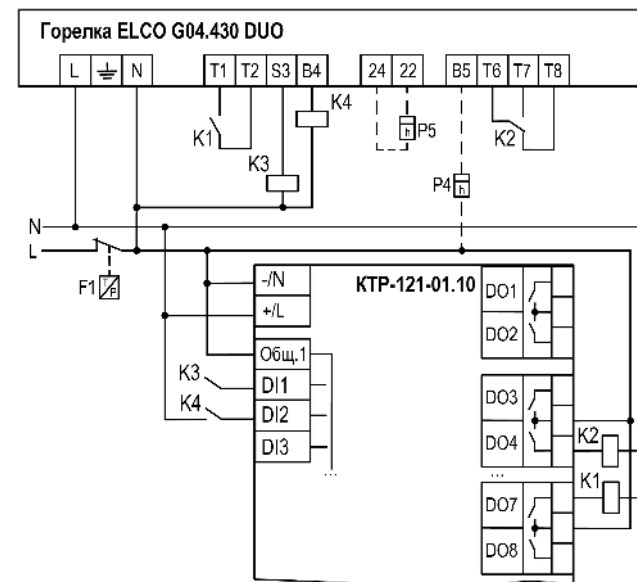 Горелка ELCO G04.430 DUO
L N T1 T2 S3 B4 24 22 B5 T6 T7 T8
K4
K1 h P5 K2
K3
P4 h
N
L
F1 T P
-/N КТР-121-01.10 DO1
+/L DO2
Общ.1
K3 DI1 DO3
K4 DI2 DO4 K2
DI3
... ...
K1
DO7
DO8